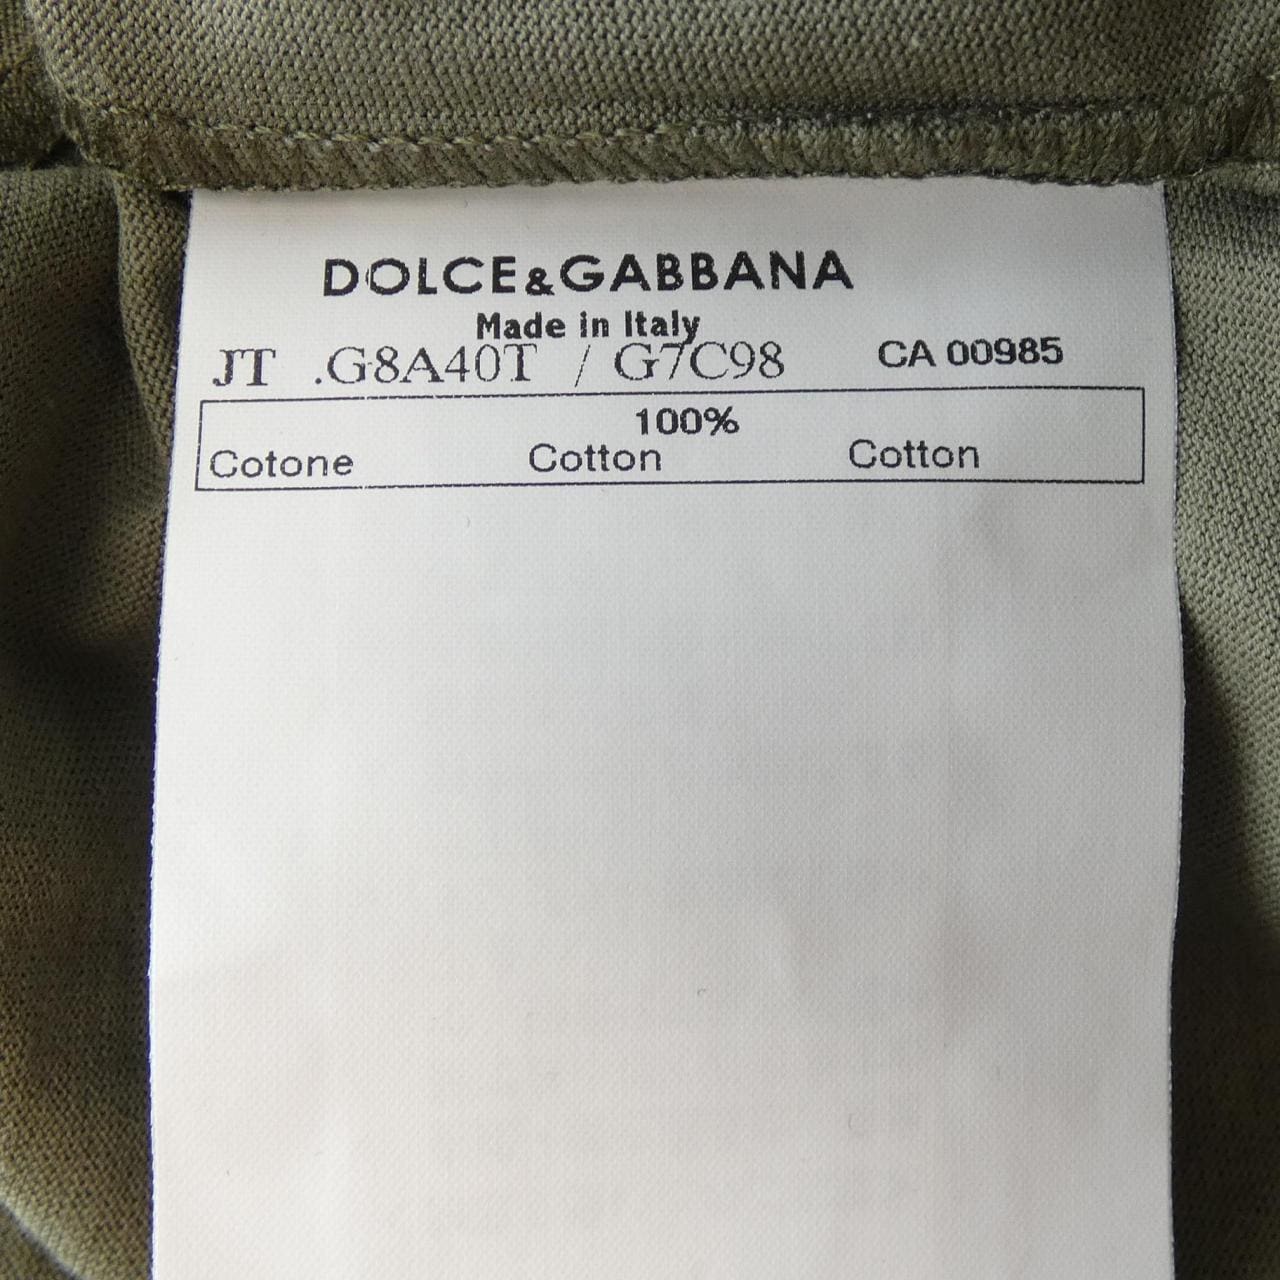 DOLCE&GABBANA
Made in Italy
JT .G8A40T / G7C98 CA 00985
100%
Cotone Cotton Cotton